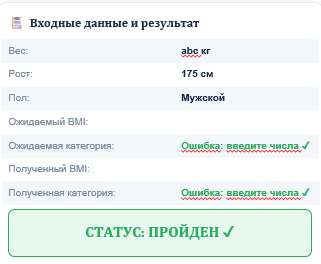 Входные данные и результат
Вес: abc кг
Рост: 175 см
Пол: Мужской
Ожидаемый BMI:
Ожидаемая категория: Ошибка: введите числа ✓
Полученный BMI:
Полученная категория: Ошибка: введите числа ✓
СТАТУС: ПРОЙДЕН ✓